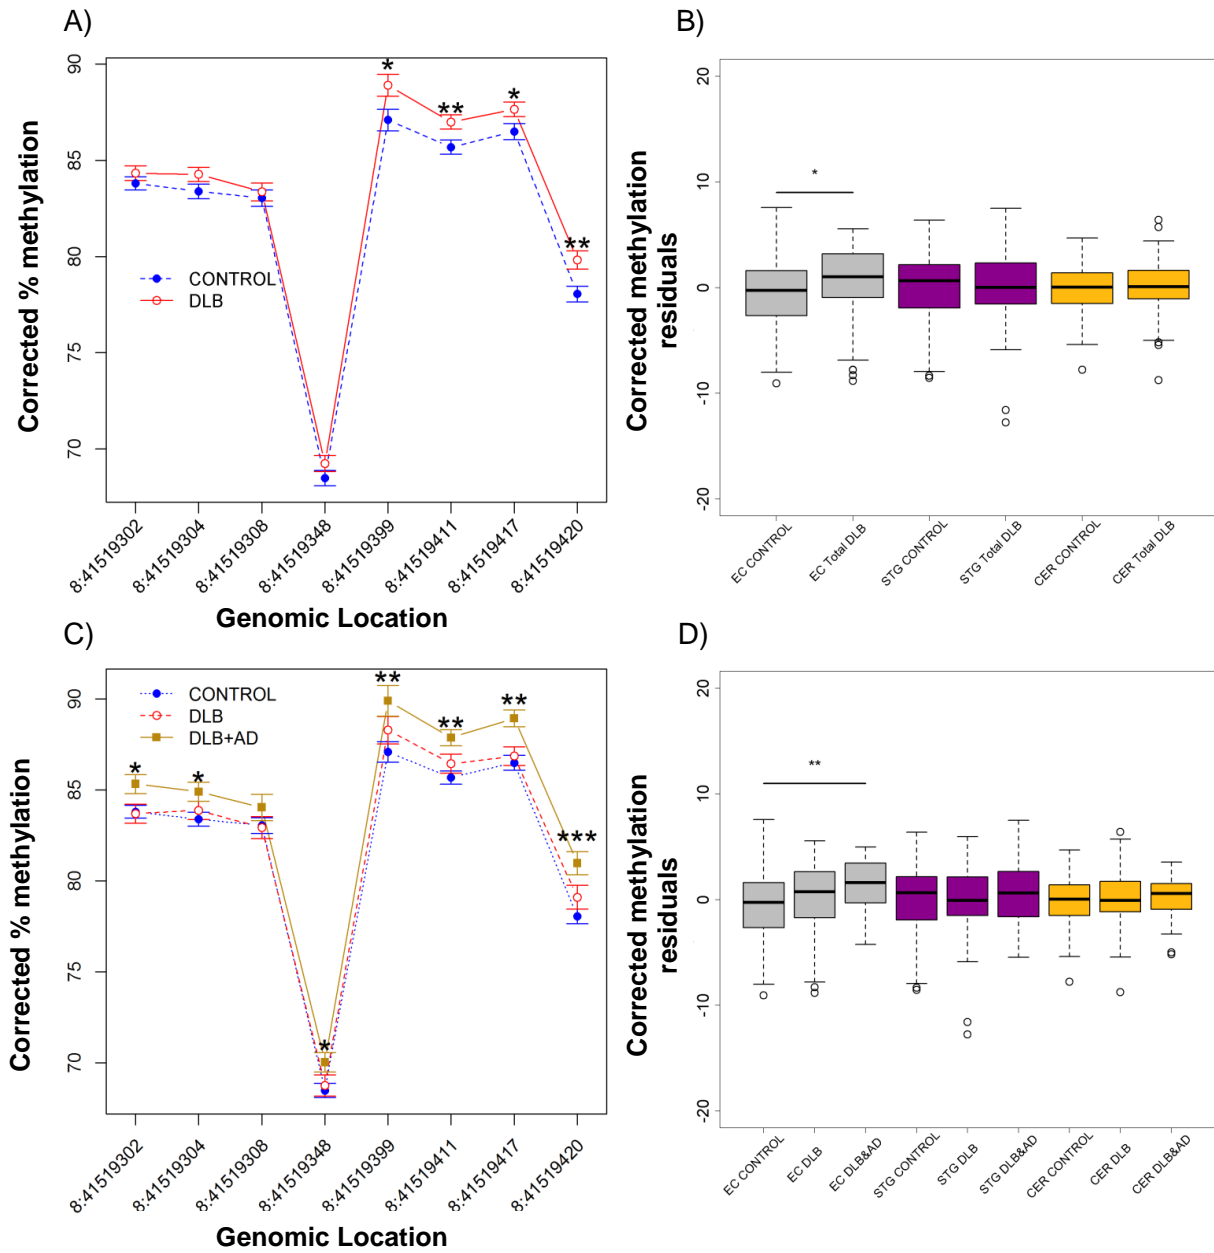 A)
Corrected % methylation
90
85
80
75
70
*
**
*
**
CONTROL
DLB
8:41519302
8:41519304
8:41519308
8:41519348
8:41519399
8:41519411
8:41519417
8:41519420
Genomic Location
B)
Corrected methylation
residuals
20
10
0
-10
-20
*
EC CONTROL
EC Total DLB
STG CONTROL
STG Total DLB
CER CONTROL
CER Total DLB
C)
Corrected % methylation
90
85
80
75
70
CONTROL
DLB
DLB+AD
*
*
*
**
**
**
***
8:41519302
8:41519304
8:41519308
8:41519348
8:41519399
8:41519411
8:41519417
8:41519420
Genomic Location
D)
Corrected methylation
residuals
20
10
0
-10
-20
**
EC CONTROL
EC DLB
EC DLB&AD
STG CONTROL
STG DLB
STG DLB&AD
CER CONTROL
CER DLB
CER DLB&AD